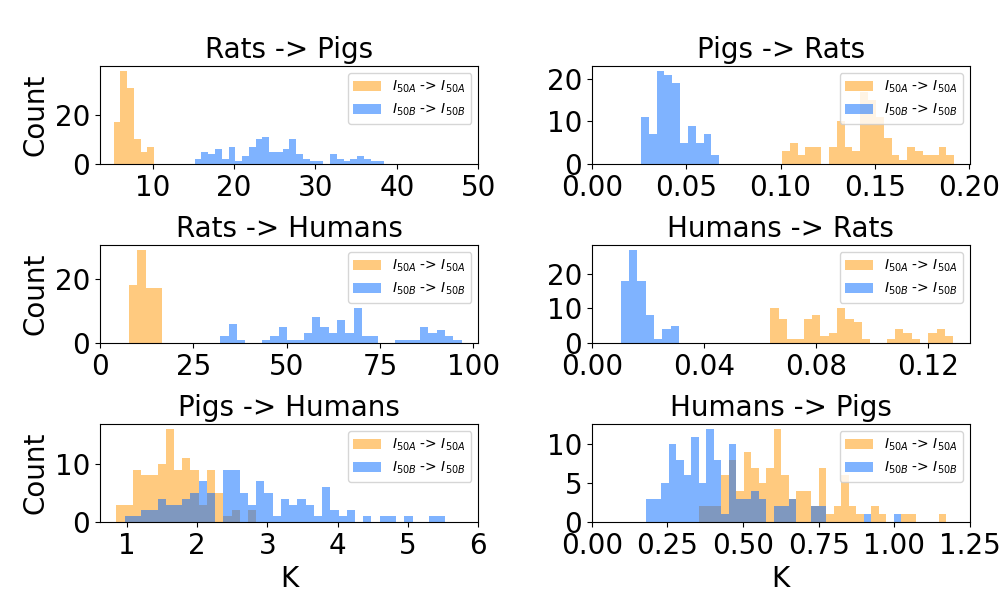 Rats -> Pigs
Count
20
0
10
20
30
40
50
I50A -> I50A
I50B -> I50B
Pigs -> Rats
20
10
0
0.00
0.05
0.10
0.15
0.20
I50A -> I50A
I50B -> I50B
Rats -> Humans
Count
20
0
0
25
50
75
100
I50A -> I50A
I50B -> I50B
Humans -> Rats
20
10
0
0.00
0.04
0.08
0.12
I50A -> I50A
I50B -> I50B
Pigs -> Humans
Count
10
0
1
2
3
4
5
6
K
I50A -> I50A
I50B -> I50B
Humans -> Pigs
10
5
0
0.00
0.25
0.50
0.75
1.00
1.25
K
I50A -> I50A
I50B -> I50B